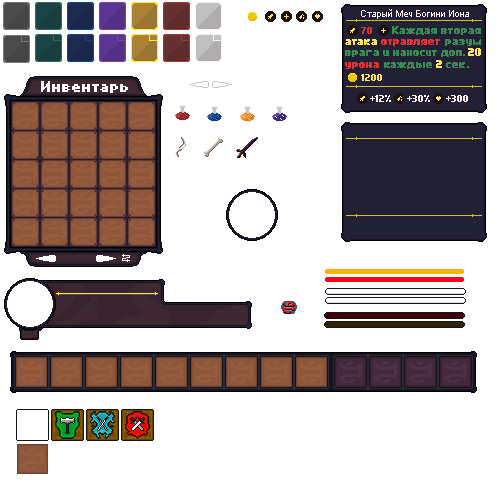 Старый Меч Богини Иона
70 + Каждая вторая
атака отравляет разум
врага и наносит доп. 20
урона каждые 2 сек.
1200
+12% +30% +300
Инвентарь